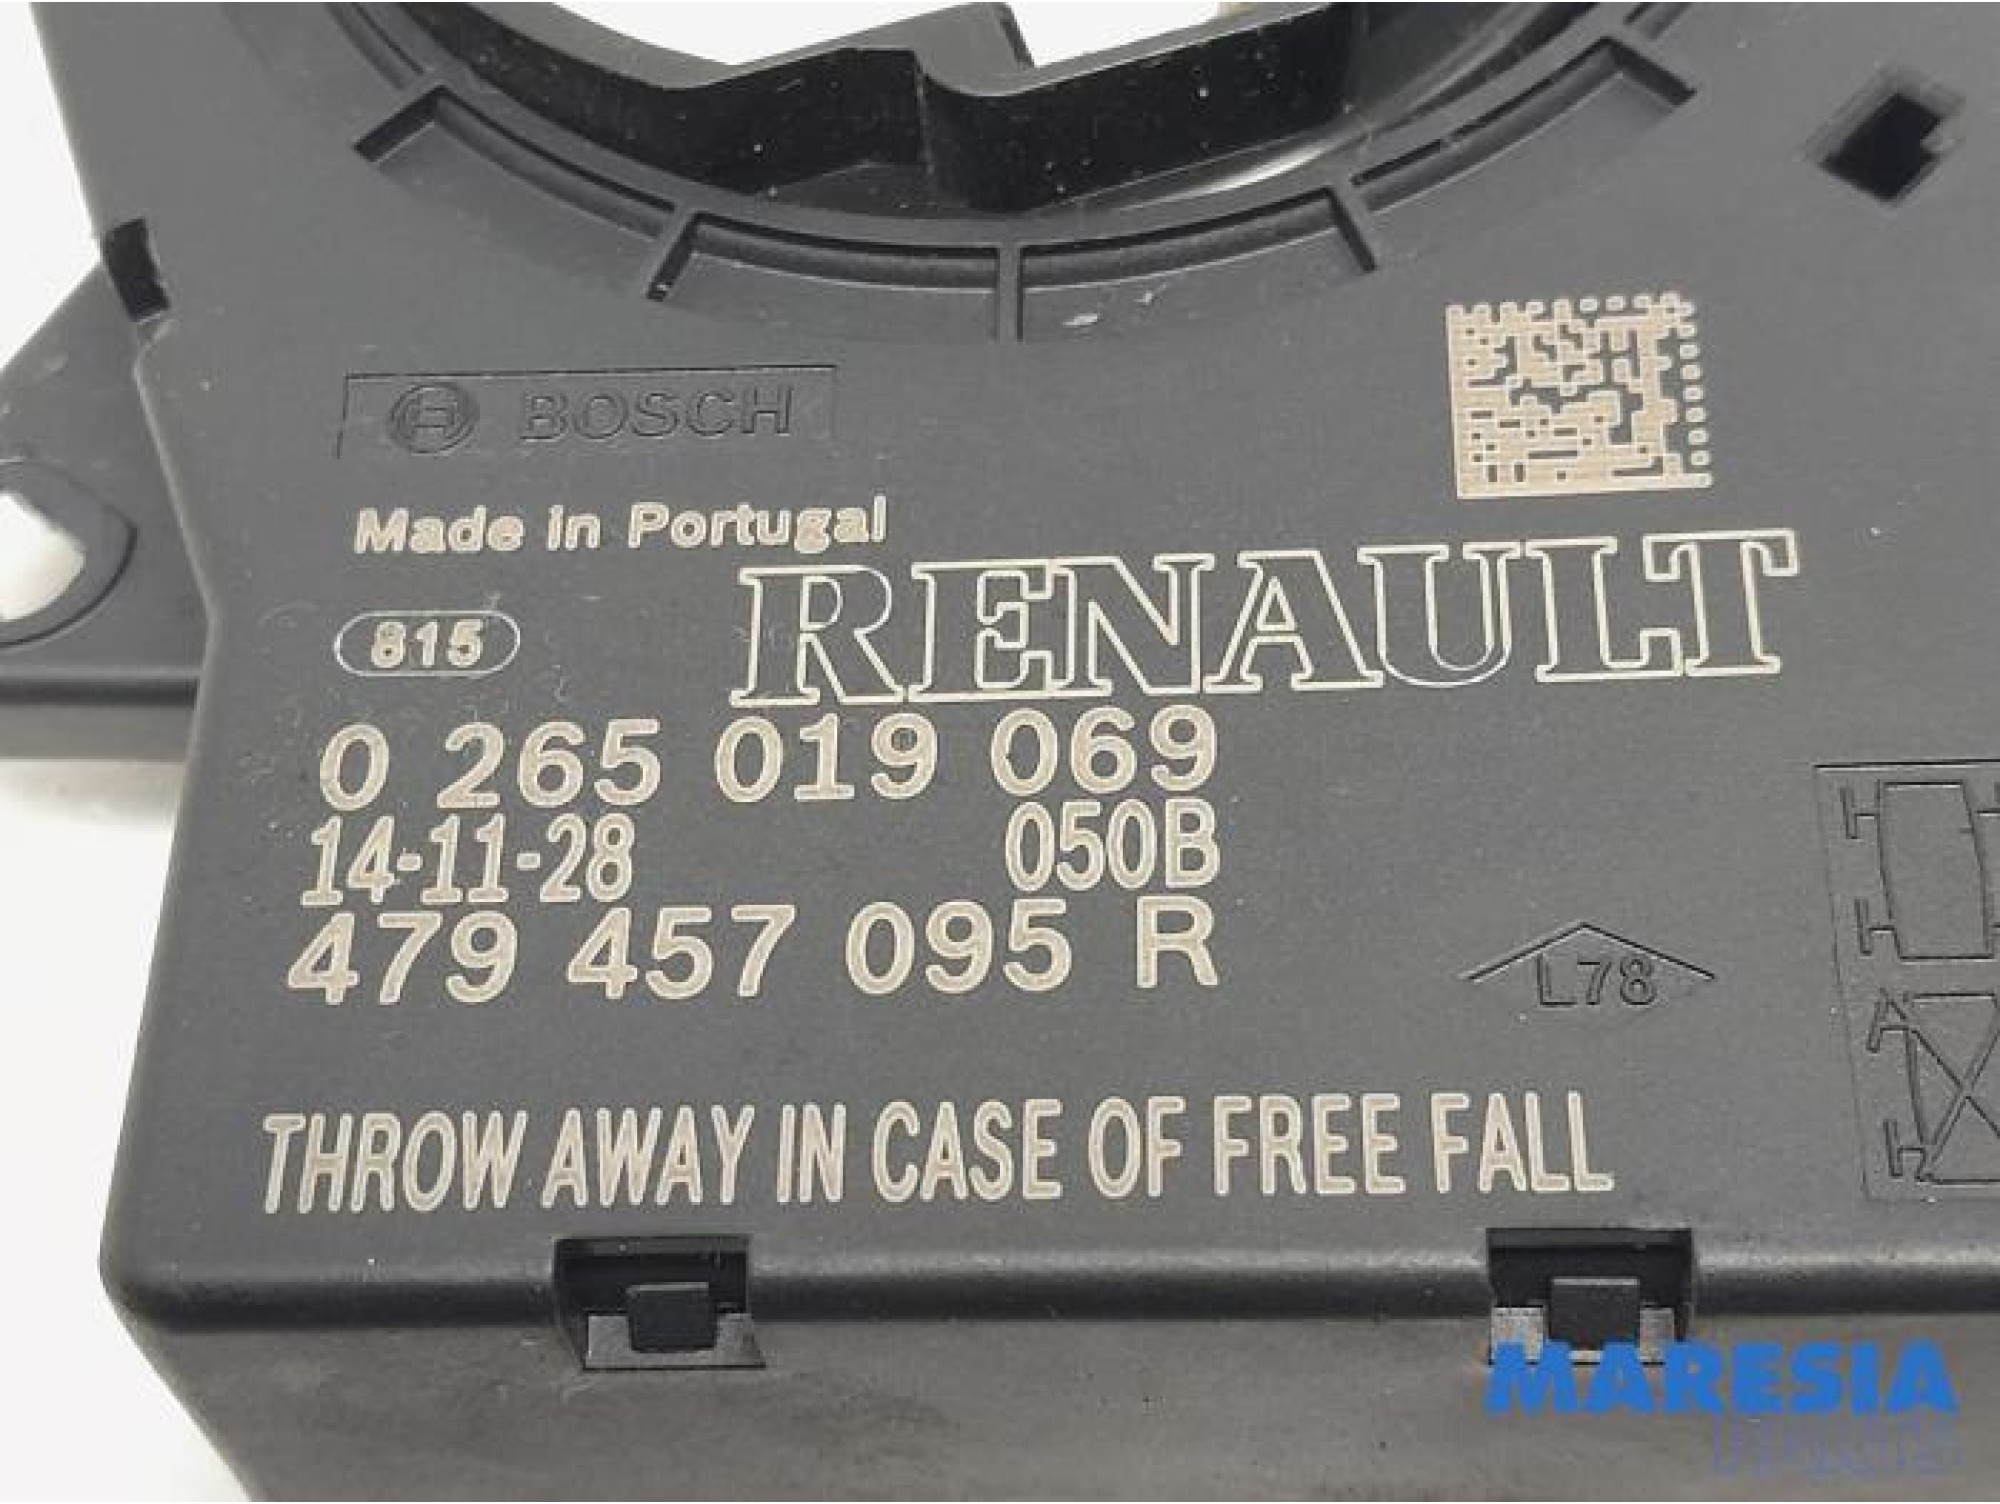 BOSCH
Made in Portugal
RENAULT
815
0 265 019 069
14-11-28 050B
479 457 095 R
L78
THROW AWAY IN CASE OF FREE FALL
MARESIA
PARTS